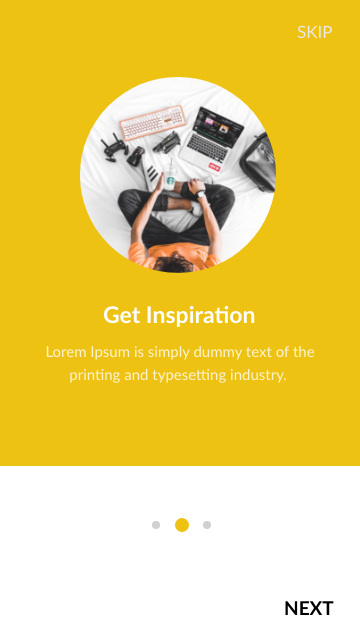 SKIP
Get Inspiration
Lorem Ipsum is simply dummy text of the
printing and typesetting industry.
NEXT